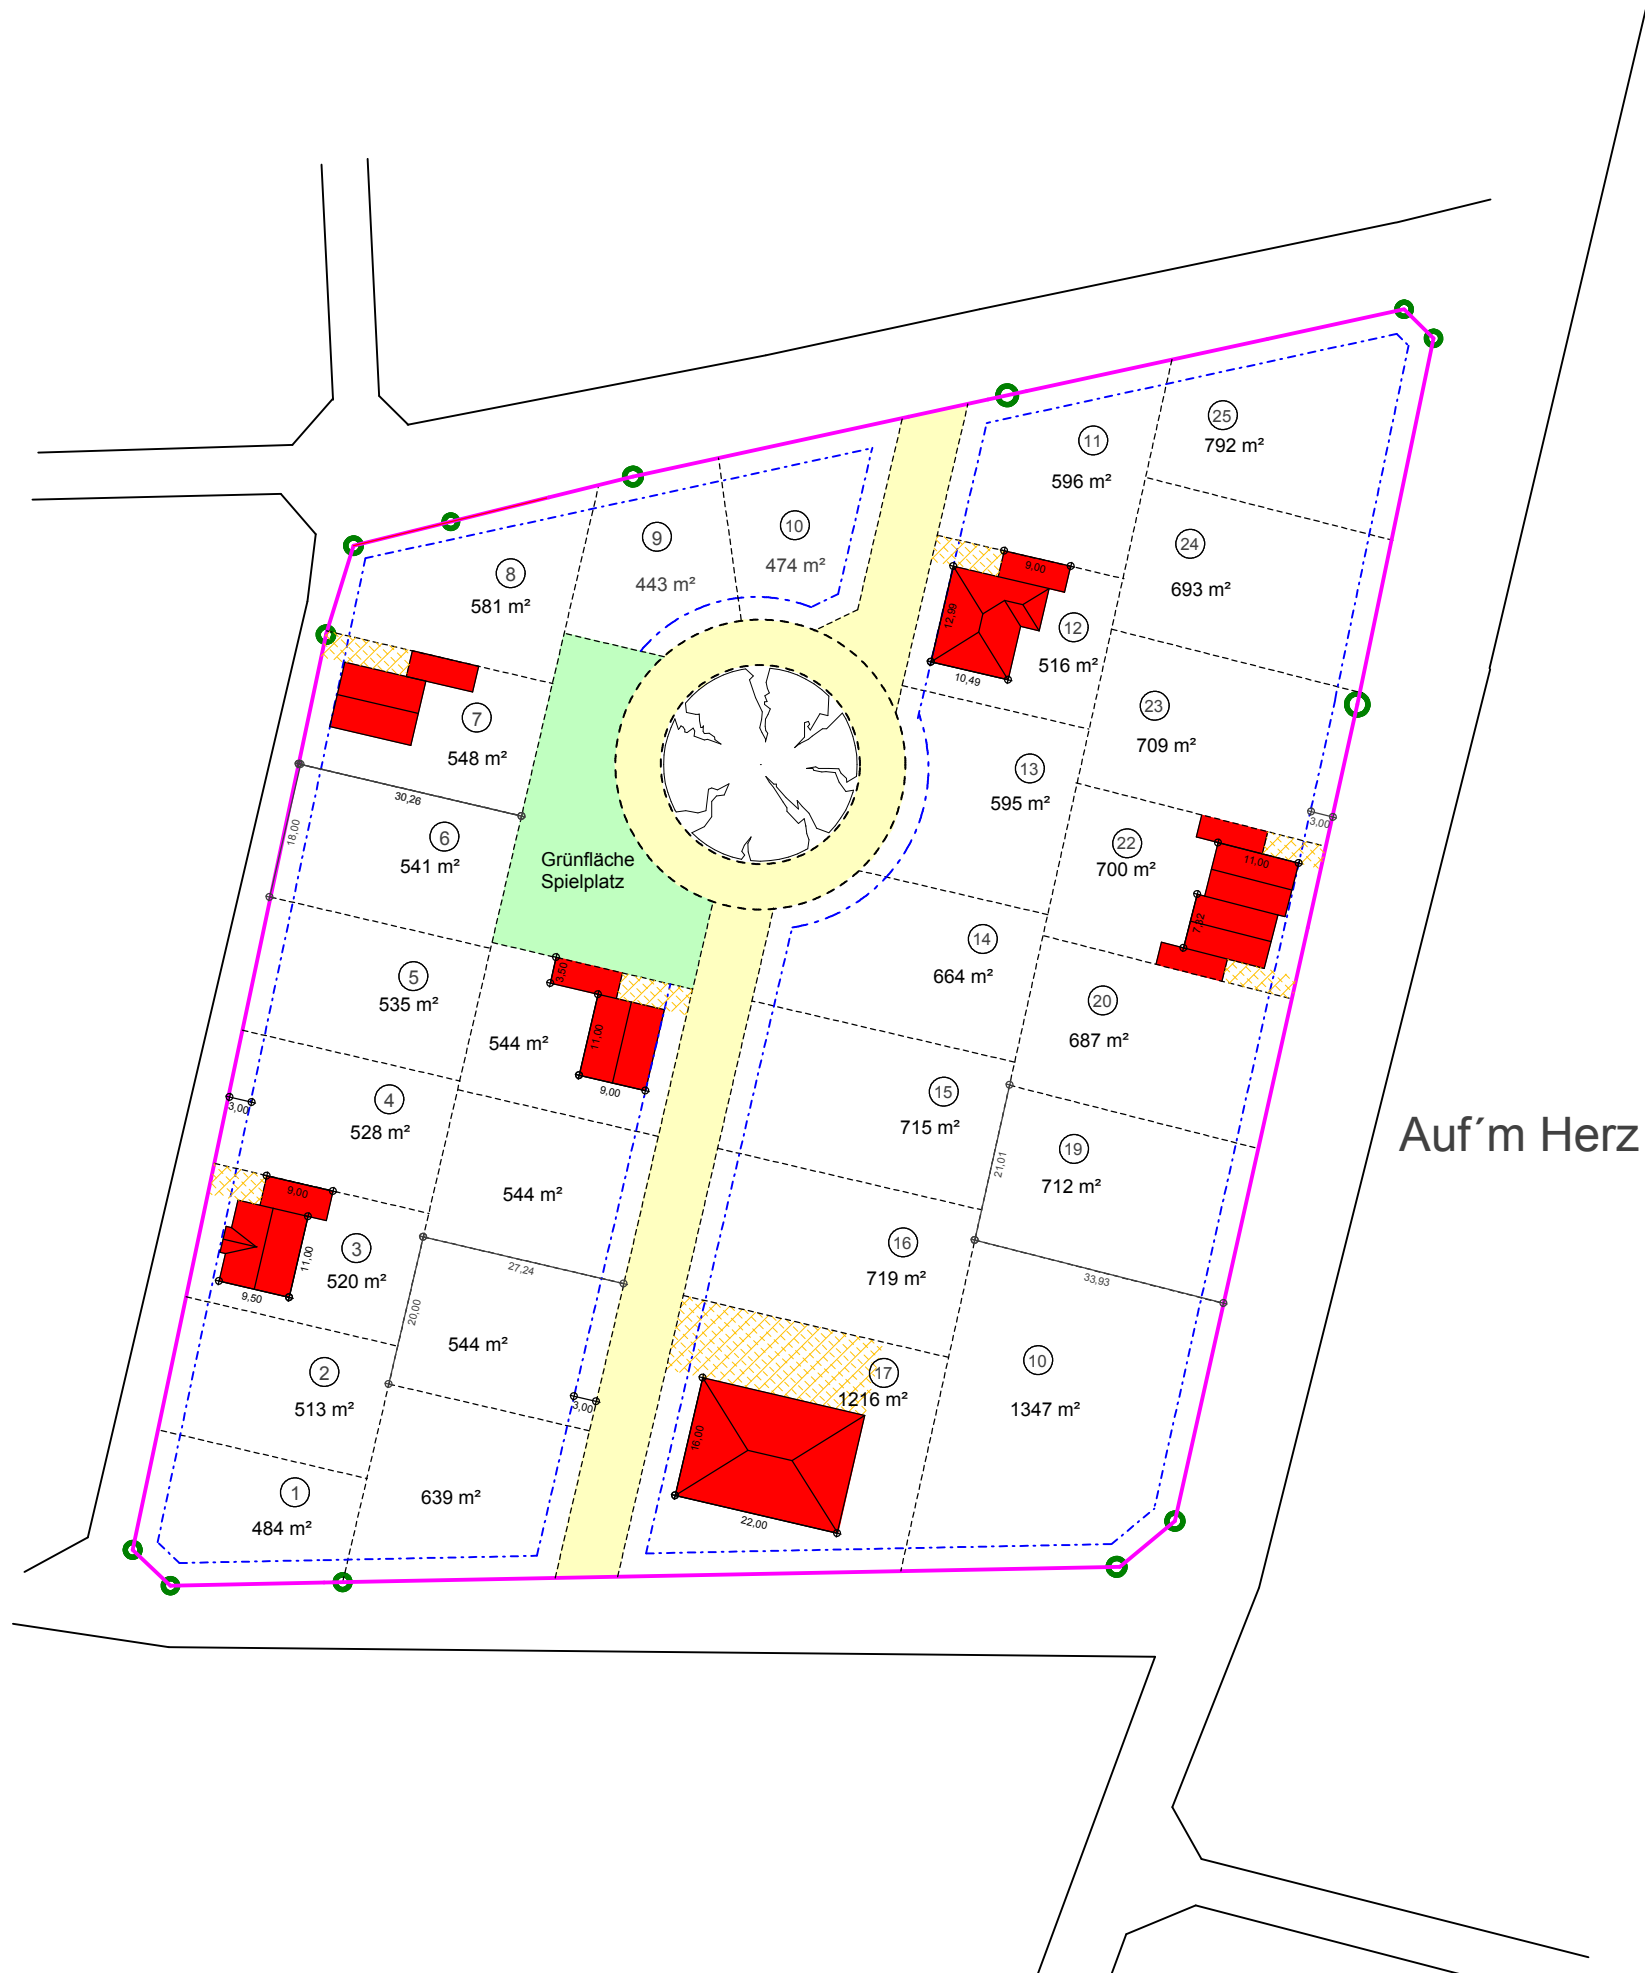 25
792 m²
11
596 m²
24
693 m²
10
474 m²
9
443 m²
8
581 m²
9,00
12,99
12
516 m²
10,49
7
548 m²
23
709 m²
30,26
18,00
13
595 m²
3,00
6
541 m²
22
700 m²
11,00
Grünfläche
Spielplatz
7,82
14
664 m²
5
535 m²
3,50
20
687 m²
544 m²
11,00
9,00
4
528 m²
3,00
15
715 m²
Auf´m Herz
19
712 m²
21,01
9,00
544 m²
3
520 m²
11,00
9,50
16
719 m²
27,24
33,93
20,00
544 m²
2
513 m²
17
1216 m²
10
1347 m²
3,00
16,00
22,00
1
484 m²
639 m²